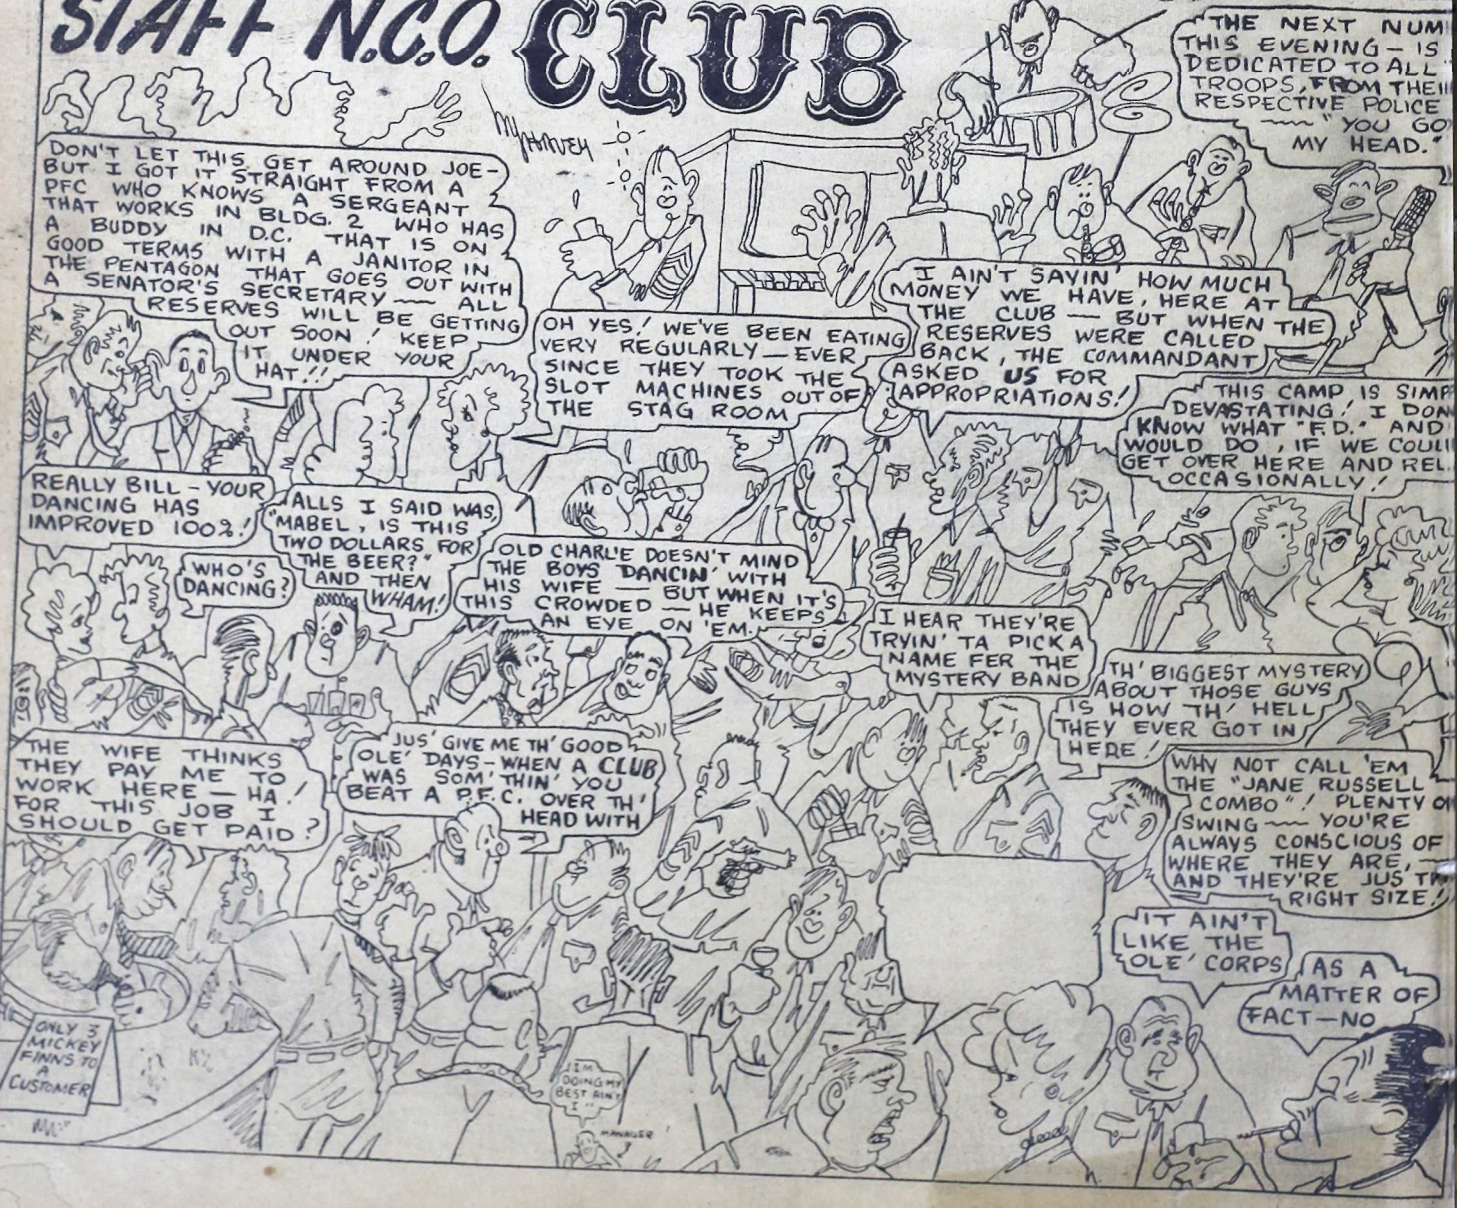 STAFF N.C.O. CLUB
"THE NEXT NUM
THIS EVENING — IS
DEDICATED TO ALL
TROOPS, FROM THEI
RESPECTIVE POLICE
"YOU GO
MY HEAD."
DON'T LET THIS GET AROUND JOE-
BUT I GOT IT STRAIGHT FROM A
PFC WHO KNOWS A SERGEANT
THAT WORKS IN BLDG. 2 WHO HAS
A BUDDY IN D.C. THAT IS ON
GOOD TERMS WITH A JANITOR IN
THE PENTAGON THAT GOES OUT WITH
A SENATOR'S SECRETARY — ALL
RESERVES WILL BE GETTING
OUT SOON! KEEP
IT UNDER YOUR
HAT!!
OH YES! WE'VE BEEN EATING
VERY REGULARLY — EVER
SINCE THEY TOOK THE
SLOT MACHINES OUT OF
THE STAG ROOM
I AIN'T SAYIN' HOW MUCH
MONEY WE HAVE, HERE AT
THE CLUB — BUT WHEN THE
RESERVES WERE CALLED
BACK, THE COMMANDANT
ASKED US FOR
APPROPRIATIONS!
THIS CAMP IS SIMP
DEVASTATING! I DON
KNOW WHAT "F.D." AND
WOULD DO, IF WE COUL
GET OVER HERE AND REL
OCCASIONALLY!
REALLY BILL — YOUR
DANCING HAS
IMPROVED 100%!
WHO'S
DANCING?
ALLS I SAID WAS,
"MABEL, IS THIS
TWO DOLLARS FOR
THE BEER?"
AND THEN
WHAM!
OLD CHARLIE DOESN'T MIND
THE BOYS DANCIN' WITH
HIS WIFE — BUT WHEN IT'S
THIS CROWDED — HE KEEPS
AN EYE ON 'EM.
I HEAR THEY'RE
TRYIN' TA PICK A
NAME FER THE
MYSTERY BAND
TH' BIGGEST MYSTERY
ABOUT THOSE GUYS
IS HOW TH' HELL
THEY EVER GOT IN
HERE!
WHY NOT CALL 'EM
THE "JANE RUSSELL
COMBO"! PLENTY O
SWING — YOU'RE
ALWAYS CONSCIOUS OF
WHERE THEY ARE, —
AND THEY'RE JUS' TH
RIGHT SIZE!
THE WIFE THINKS
THEY PAY ME TO
WORK HERE — HA!
FOR THIS JOB I
SHOULD GET PAID?
JUS' GIVE ME TH' GOOD
OLE' DAYS — WHEN A CLUB
WAS SOM'THIN' YOU
BEAT A P.F.C. OVER TH'
HEAD WITH
IT AIN'T
LIKE THE
OLE' CORPS
AS A
MATTER OF
FACT — NO
ONLY 3
MICKEY
FINNS TO
A
CUSTOMER
I'M
DOING MY
BEST AIN'T
I
MANAGER